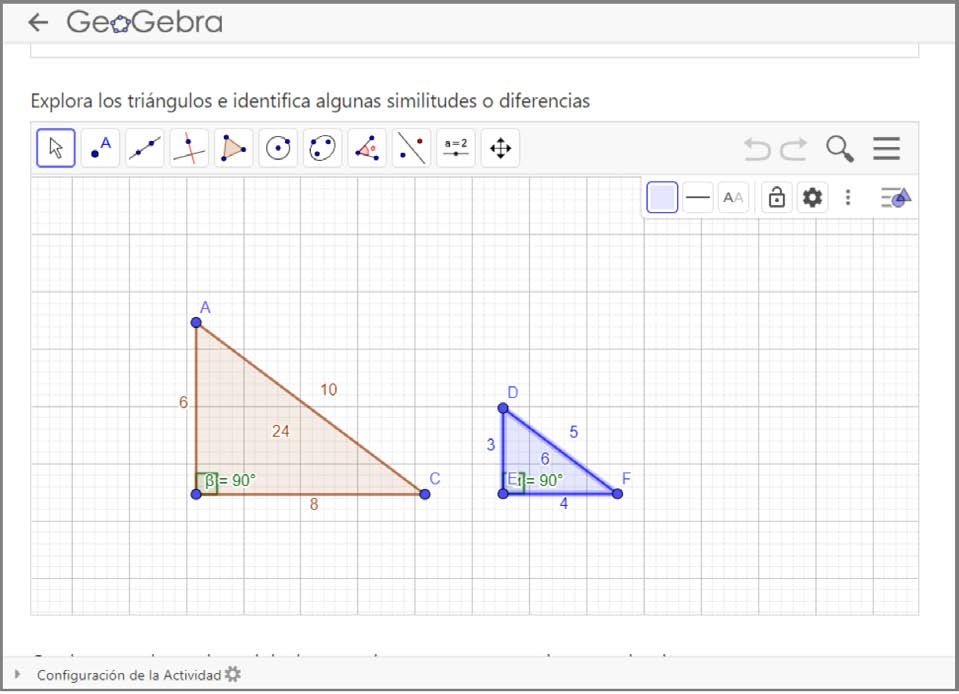 GeoGebra
Explora los triángulos e identifica algunas similitudes o diferencias
A
a=2
AA
A
10
6
24
β = 90°
C
8
D
5
3
6
E = 90°
F
4
Configuración de la Actividad